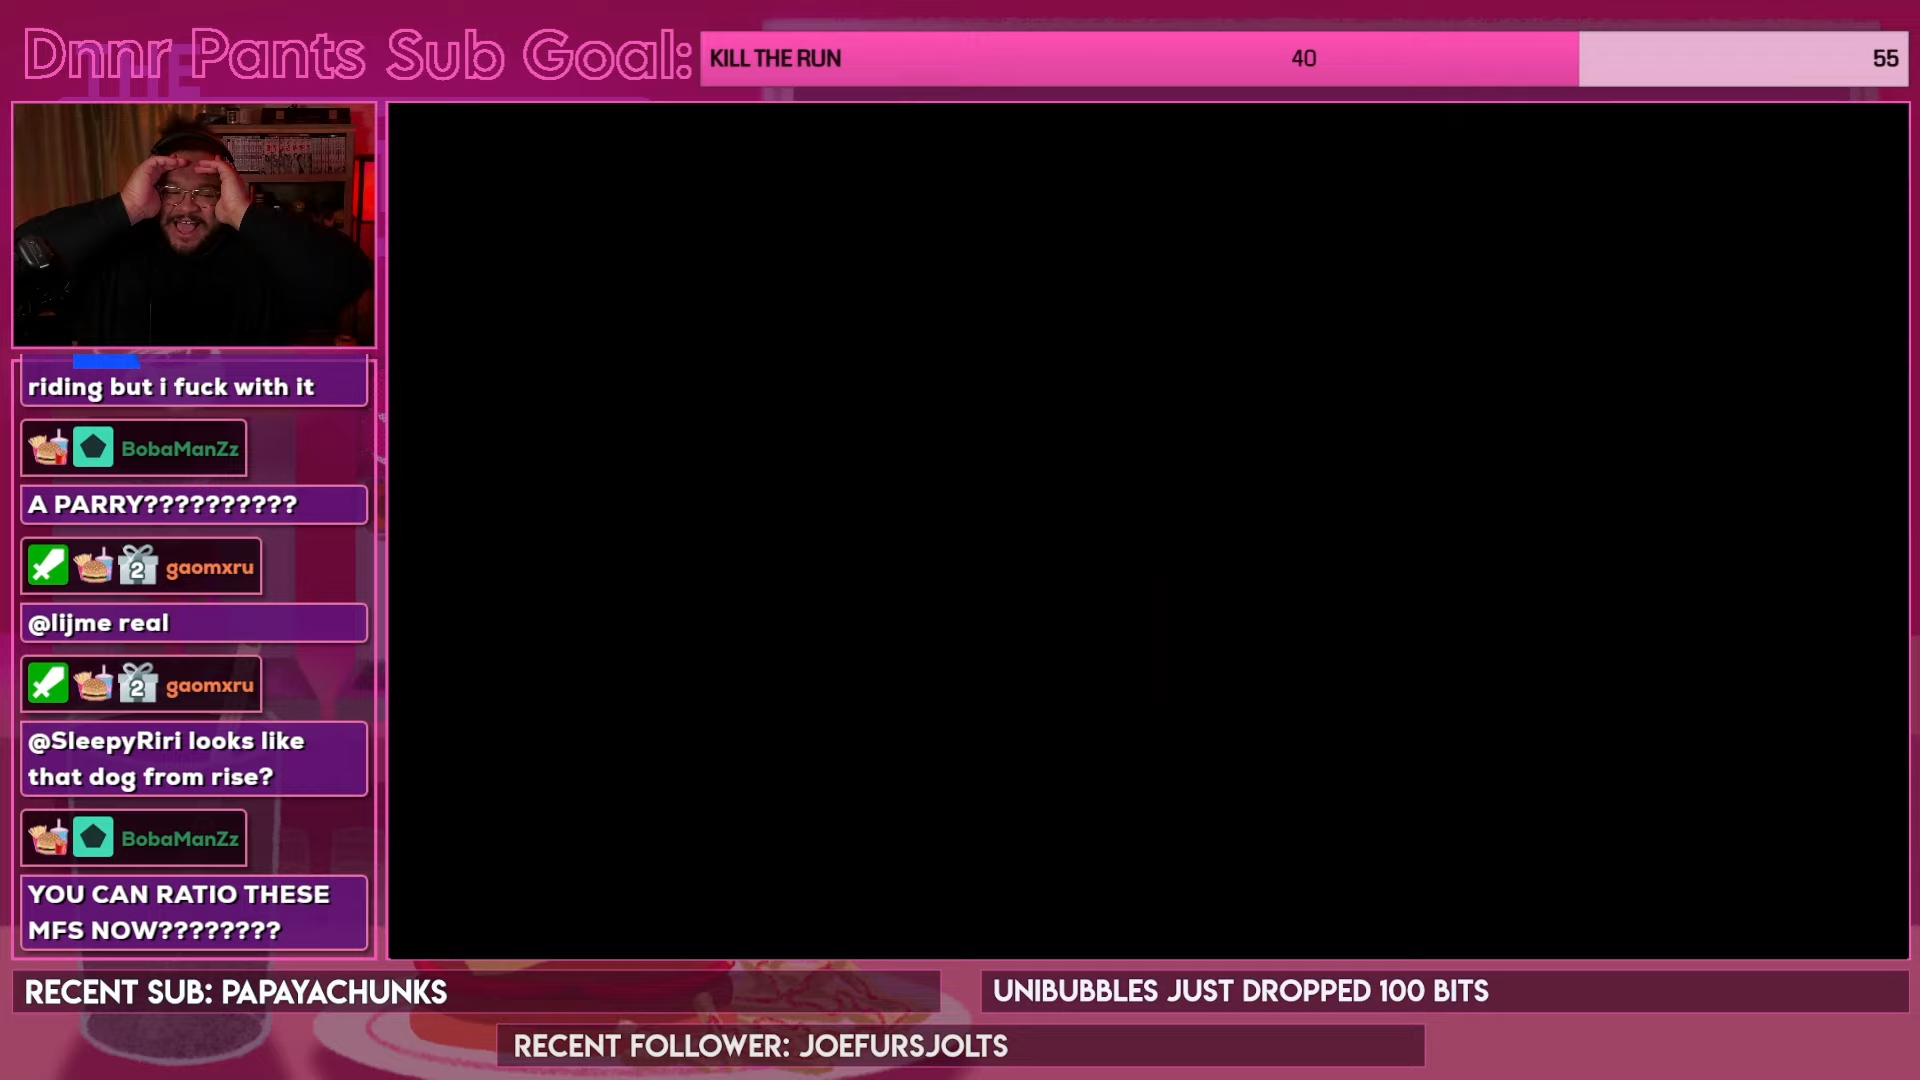 Dnnr Pants Sub Goal:
KILL THE RUN 40 55
THE
riding but i fuck with it
BobaManZz
A PARRY??????????
2 gaomxru
@lijme real
2 gaomxru
@SleepyRiri looks like
that dog from rise?
BobaManZz
YOU CAN RATIO THESE
MFS NOW????????
RECENT SUB: PAPAYACHUNKS
UNIBUBBLES JUST DROPPED 100 BITS
RECENT FOLLOWER: JOEFURSJOLTS